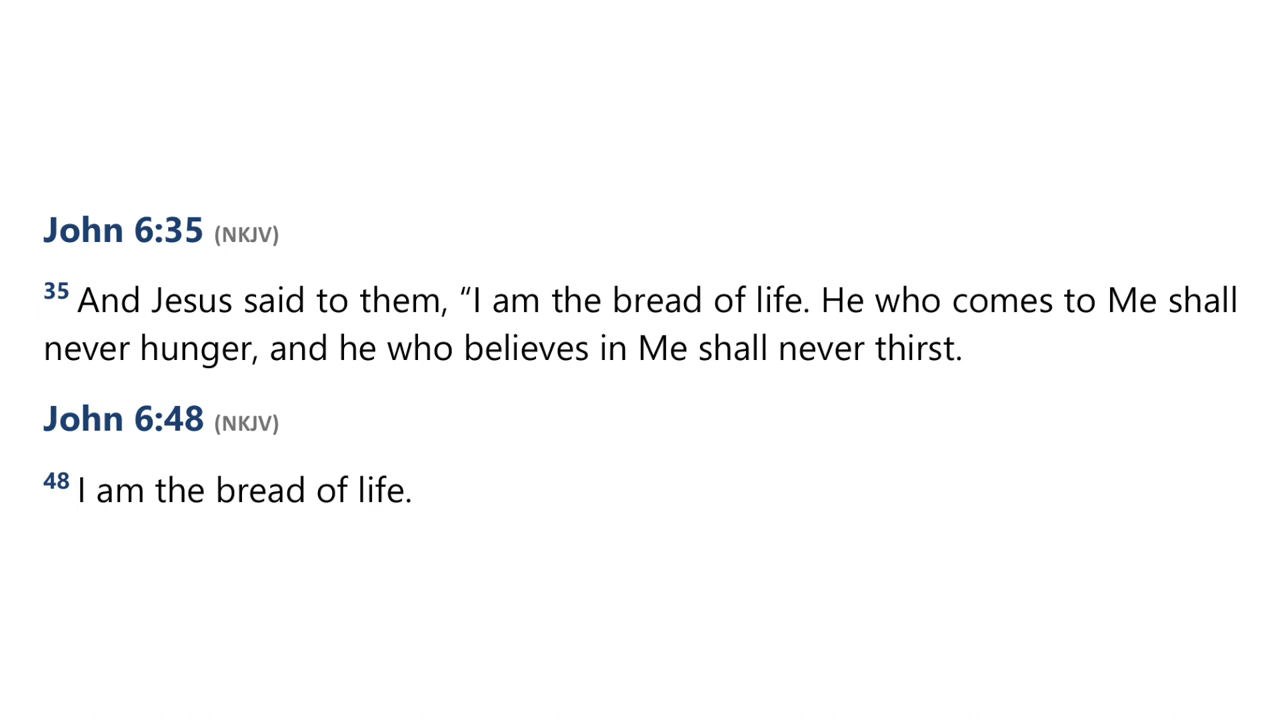 John 6:35 (NKJV)
35 And Jesus said to them, “I am the bread of life. He who comes to Me shall
never hunger, and he who believes in Me shall never thirst.
John 6:48 (NKJV)
48 I am the bread of life.